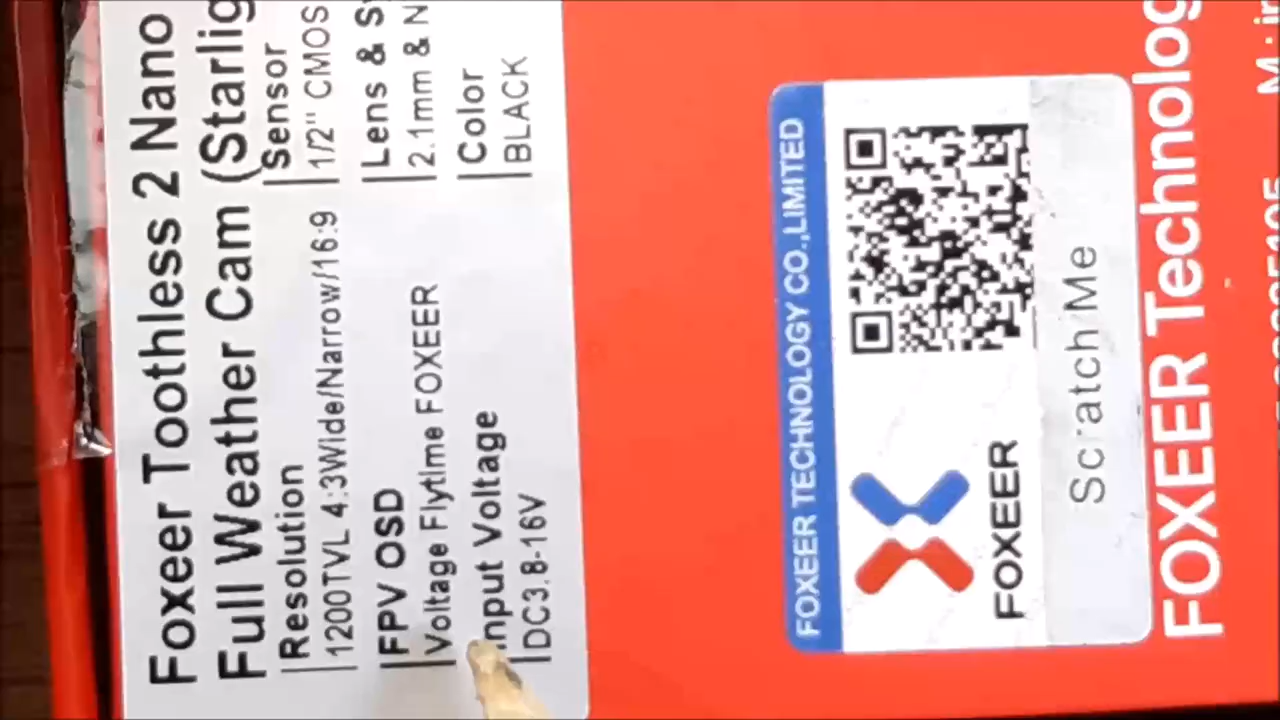 Foxeer Toothless 2 Nano
Full Weather Cam (Starlig
Resolution
1200TVL 4:3Wide/Narrow/16:9
Sensor
1/2" CMOS
FPV OSD
Voltage Flytime FOXEER
Lens & S
2.1mm & N
Input Voltage
DC3.8-16V
Color
BLACK
FOXEER TECHNOLOGY CO.,LIMITED
FOXEER
Scratch Me
FOXEER Technolog